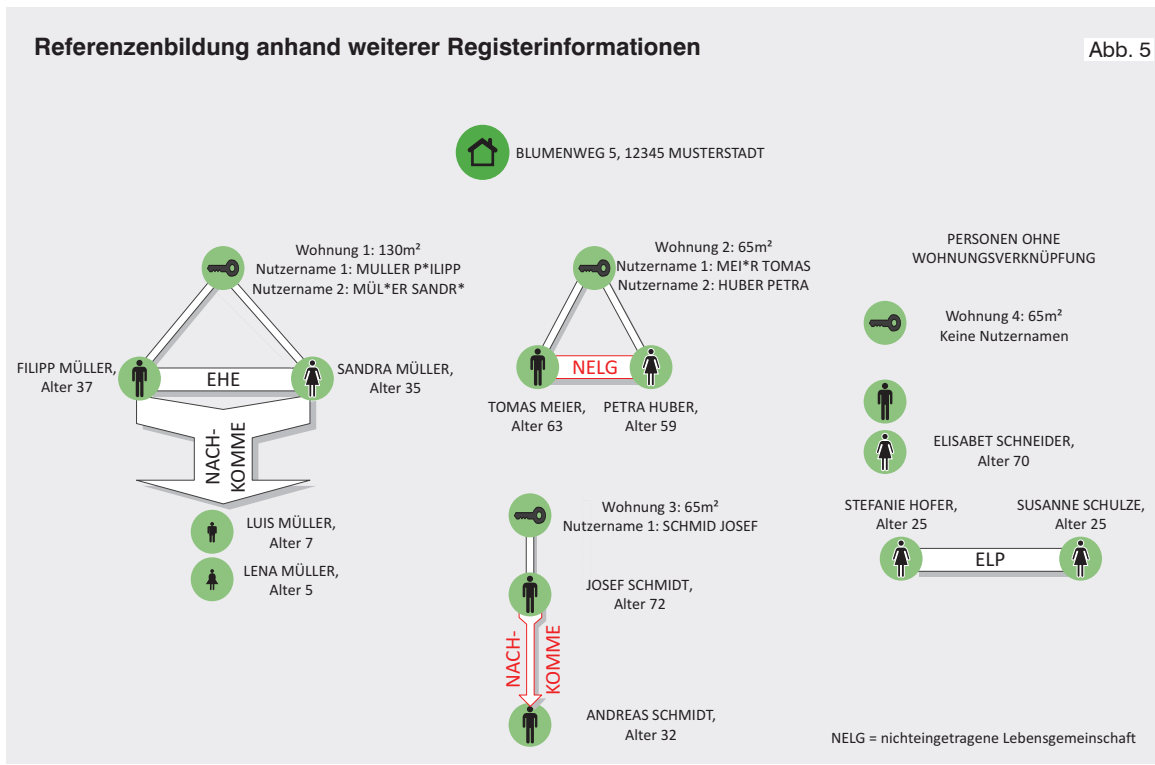 Referenzenbildung anhand weiterer Registerinformationen
Abb. 5
BLUMENWEG 5, 12345 MUSTERSTADT
Wohnung 1: 130m²
Nutzername 1: MULLER P*ILIPP
Nutzername 2: MÜL*ER SANDR*
FILIPP MÜLLER,
Alter 37
EHE
SANDRA MÜLLER,
Alter 35
NACH-
KOMME
LUIS MÜLLER,
Alter 7
LENA MÜLLER,
Alter 5
Wohnung 2: 65m²
Nutzername 1: MEI*R TOMAS
Nutzername 2: HUBER PETRA
NELG
TOMAS MEIER,
Alter 63
PETRA HUBER,
Alter 59
Wohnung 3: 65m²
Nutzername 1: SCHMID JOSEF
JOSEF SCHMIDT,
Alter 72
NACH-
KOMME
ANDREAS SCHMIDT,
Alter 32
PERSONEN OHNE
WOHNUNGSVERKNÜPFUNG
Wohnung 4: 65m²
Keine Nutzernamen
ELISABET SCHNEIDER,
Alter 70
STEFANIE HOFER,
Alter 25
SUSANNE SCHULZE,
Alter 25
ELP
NELG = nichteingetragene Lebensgemeinschaft